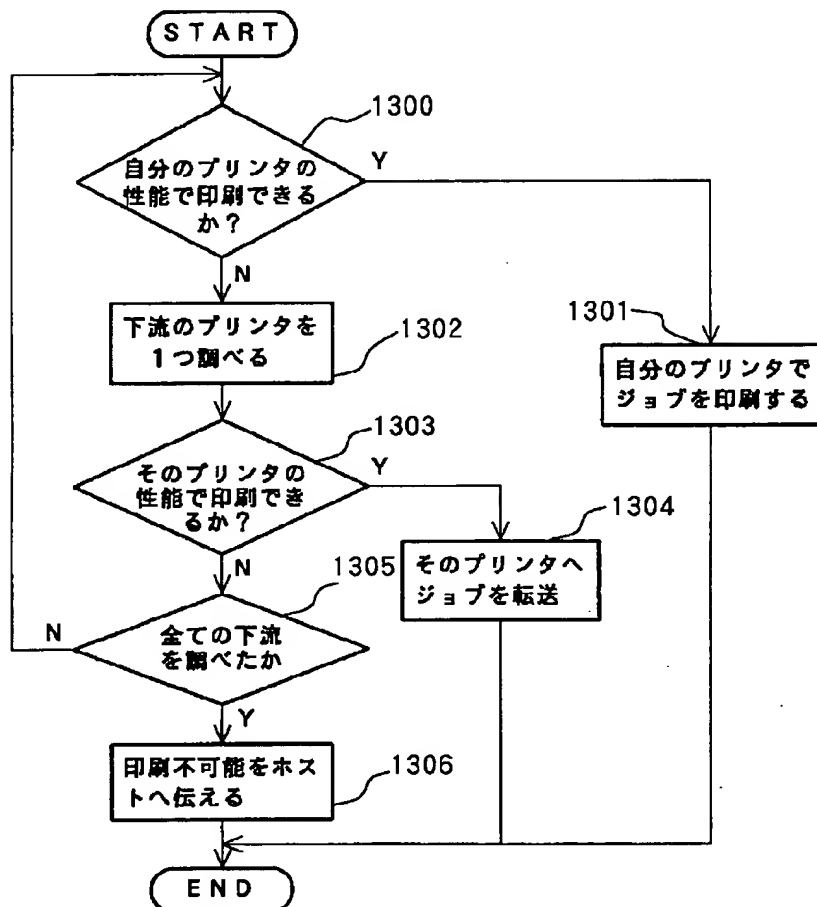 START
1300
自分のプリンタの
性能で印刷できる
か？
Y
N
下流のプリンタを
1つ調べる
1302
1301
自分のプリンタで
ジョブを印刷する
1303
そのプリンタの
性能で印刷でき
るか？
Y
N
1304
そのプリンタへ
ジョブを転送
1305
全ての下流
を調べたか
N
Y
印刷不可能をホス
トへ伝える
1306
END